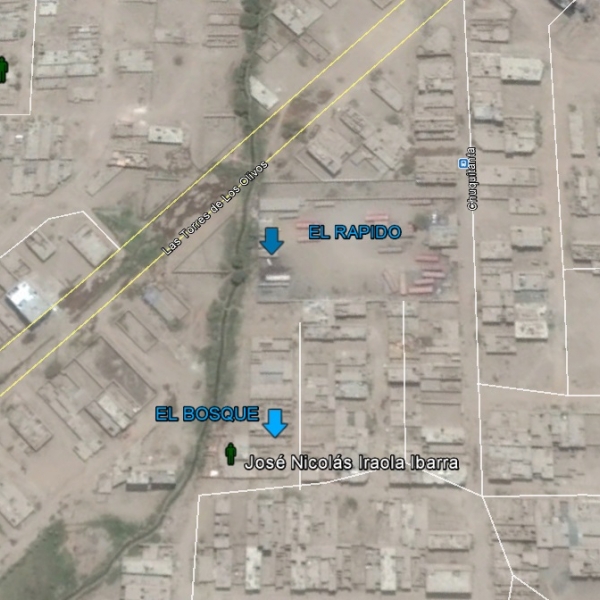 Las Torres de Los Olivos
Chuquitanta
EL RAPIDO
EL BOSQUE
José Nicolás Iraola Ibarra